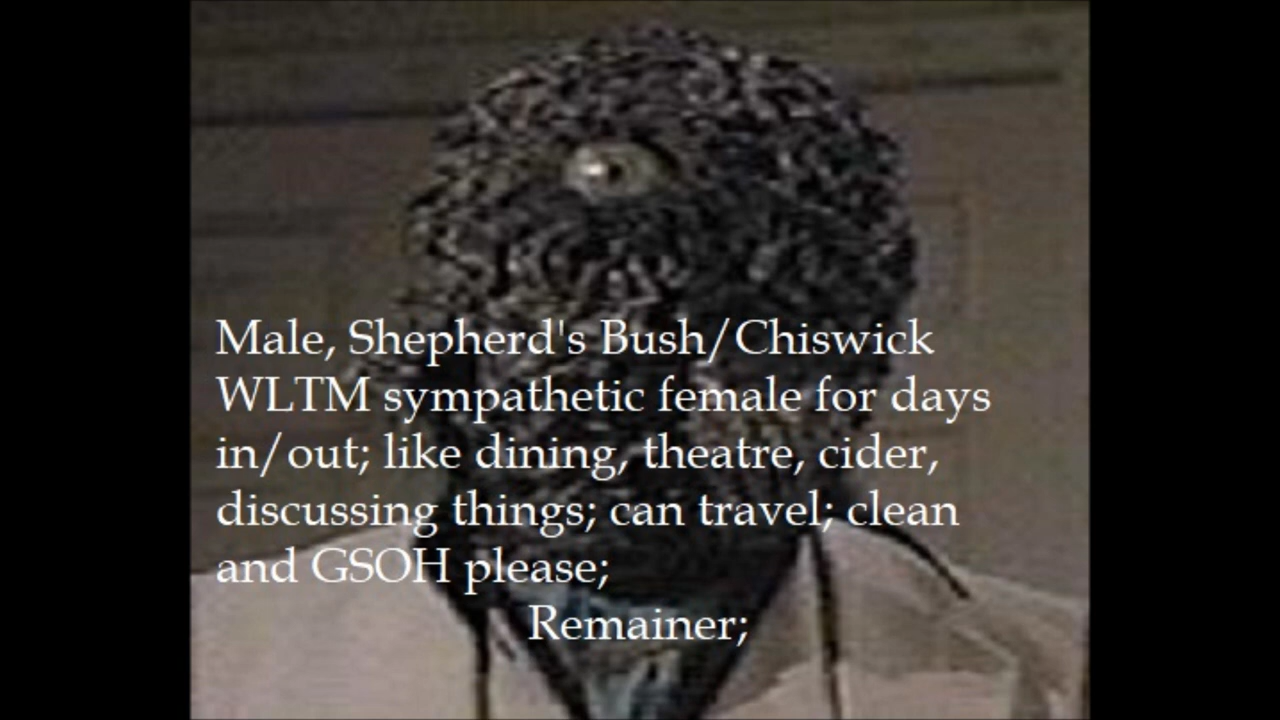 Male, Shepherd's Bush/Chiswick
WLTM sympathetic female for days
in/out; like dining, theatre, cider,
discussing things; can travel; clean
and GSOH please;
Remainer;